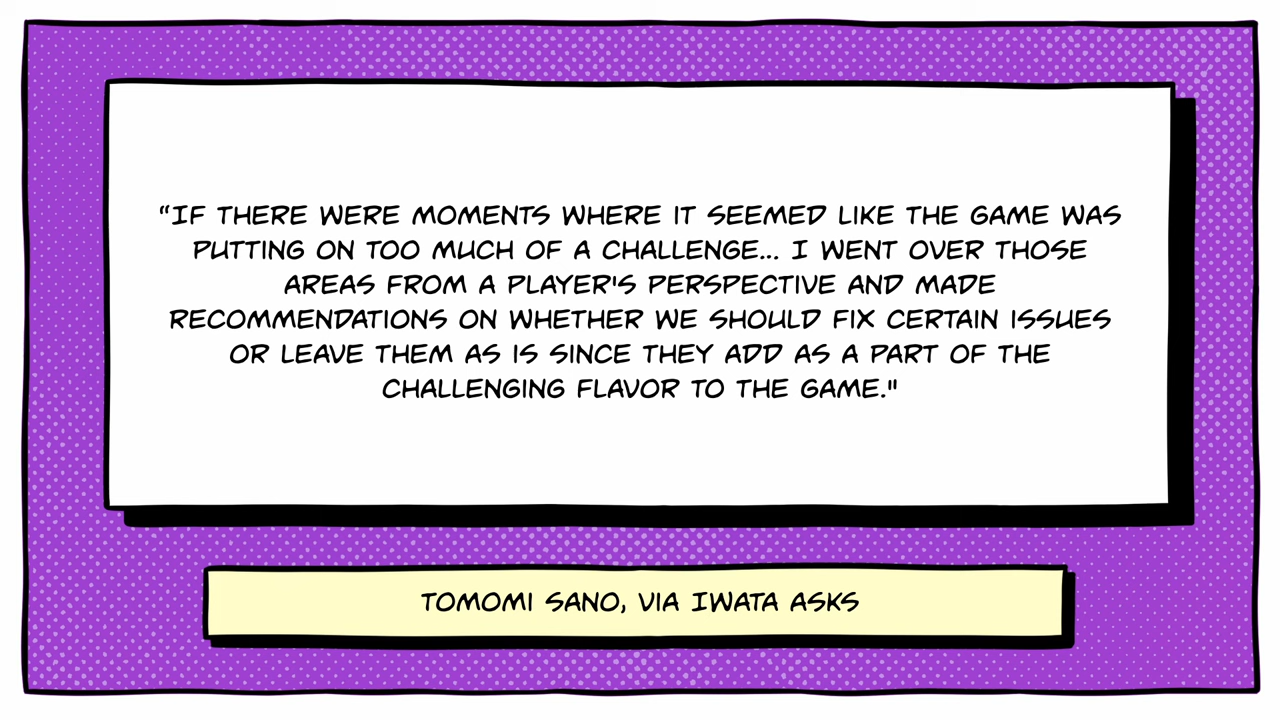 “IF THERE WERE MOMENTS WHERE IT SEEMED LIKE THE GAME WAS
PUTTING ON TOO MUCH OF A CHALLENGE... I WENT OVER THOSE
AREAS FROM A PLAYER'S PERSPECTIVE AND MADE
RECOMMENDATIONS ON WHETHER WE SHOULD FIX CERTAIN ISSUES
OR LEAVE THEM AS IS SINCE THEY ADD AS A PART OF THE
CHALLENGING FLAVOR TO THE GAME."
TOMOMI SANO, VIA IWATA ASKS